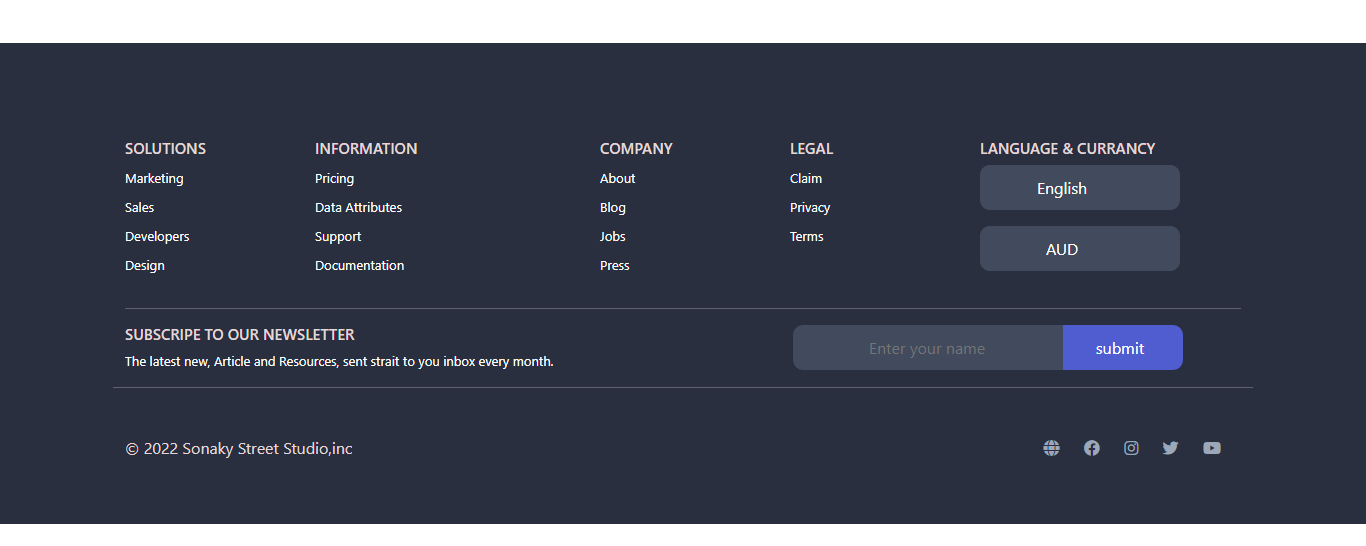 SOLUTIONS
Marketing
Sales
Developers
Design
INFORMATION
Pricing
Data Attributes
Support
Documentation
COMPANY
About
Blog
Jobs
Press
LEGAL
Claim
Privacy
Terms
LANGUAGE & CURRANCY
English
AUD
SUBSCRIPE TO OUR NEWSLETTER
The latest new, Article and Resources, sent strait to you inbox every month.
Enter your name
submit
© 2022 Sonaky Street Studio,inc